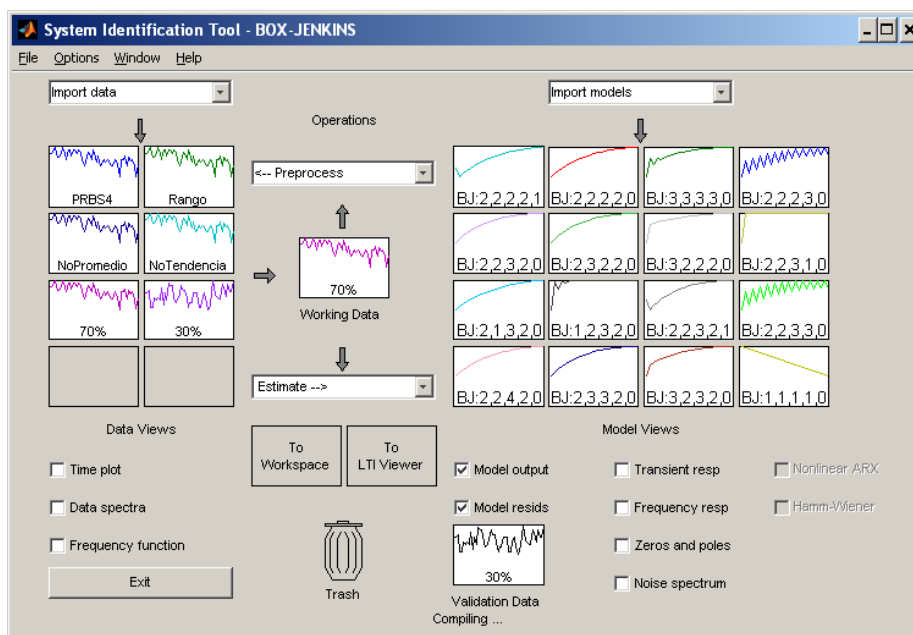 System Identification Tool - BOX-JENKINS
File Options Window Help
Import data
Import models
Operations
PRBS4 Rango
<-- Preprocess
BJ:2,2,2,2,1 BJ:2,2,2,2,0 BJ:3,3,3,3,0 BJ:2,2,2,3,0
NoPromedio NoTendencia
BJ:2,2,3,2,0 BJ:2,3,2,2,0 BJ:3,2,2,2,0 BJ:2,2,3,1,0
70% 30%
70%
Working Data
BJ:2,1,3,2,0 BJ:1,2,3,2,0 BJ:2,2,3,2,1 BJ:2,2,3,3,0
Estimate -->
BJ:2,2,4,2,0 BJ:2,3,3,2,0 BJ:3,2,3,2,0 BJ:1,1,1,1,0
Data Views
Model Views
To Workspace
To LTI Viewer
Time plot
Model output Transient resp Nonlinear ARX
Data spectra
Model resids Frequency resp Hamm-Wiener
Frequency function
30%
Zeros and poles
Exit
Trash
Noise spectrum
Validation Data
Compiling ...